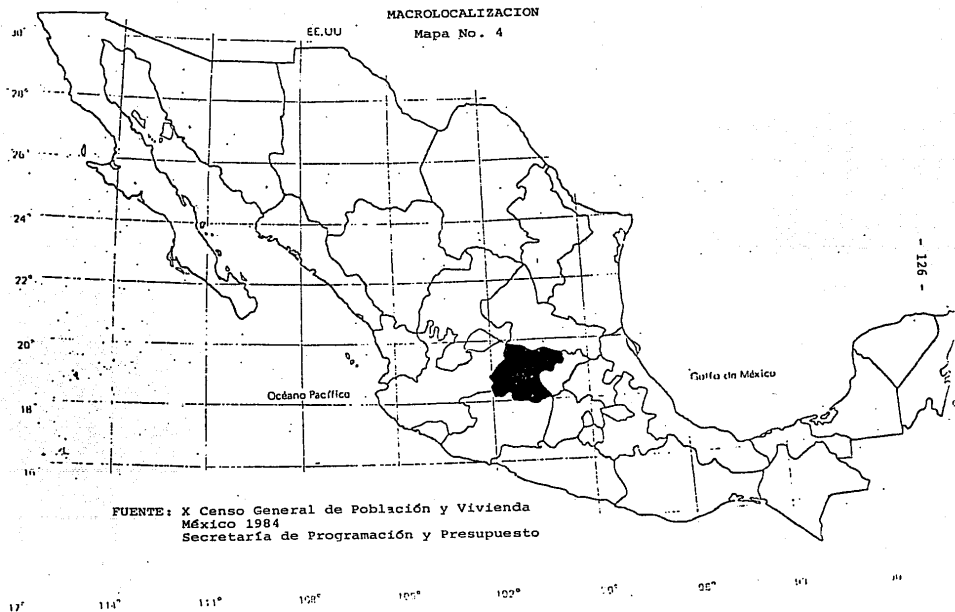 MACROLOCALIZACION
Mapa No. 4
EE.UU
30°
28°
26°
24°
22°
20°
18°
16°
- 126 -
Golfo de México
Océano Pacífico
FUENTE: X Censo General de Población y Vivienda
México 1984
Secretaría de Programación y Presupuesto
114° 111° 108° 105° 102°